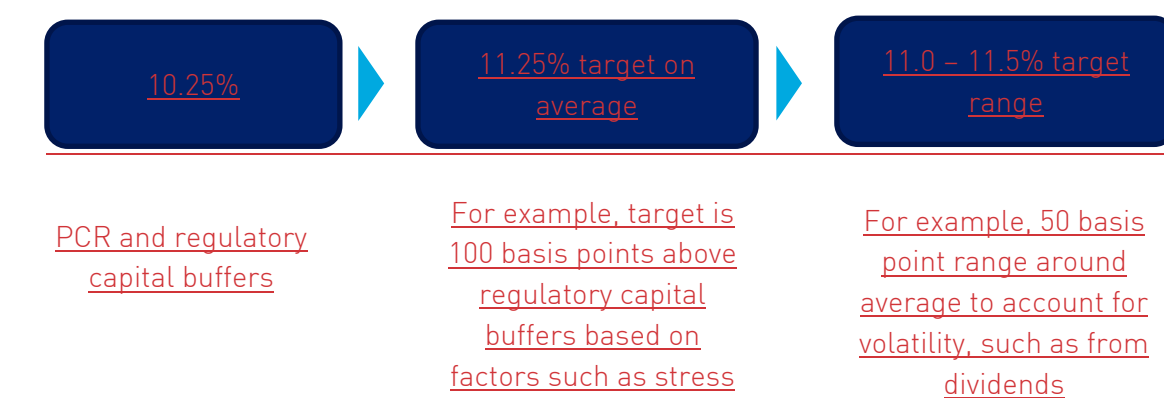 10.25%
11.25% target on
average
11.0 – 11.5% target
range
PCR and regulatory
capital buffers
For example, target is
100 basis points above
regulatory capital
buffers based on
factors such as stress
For example, 50 basis
point range around
average to account for
volatility, such as from
dividends